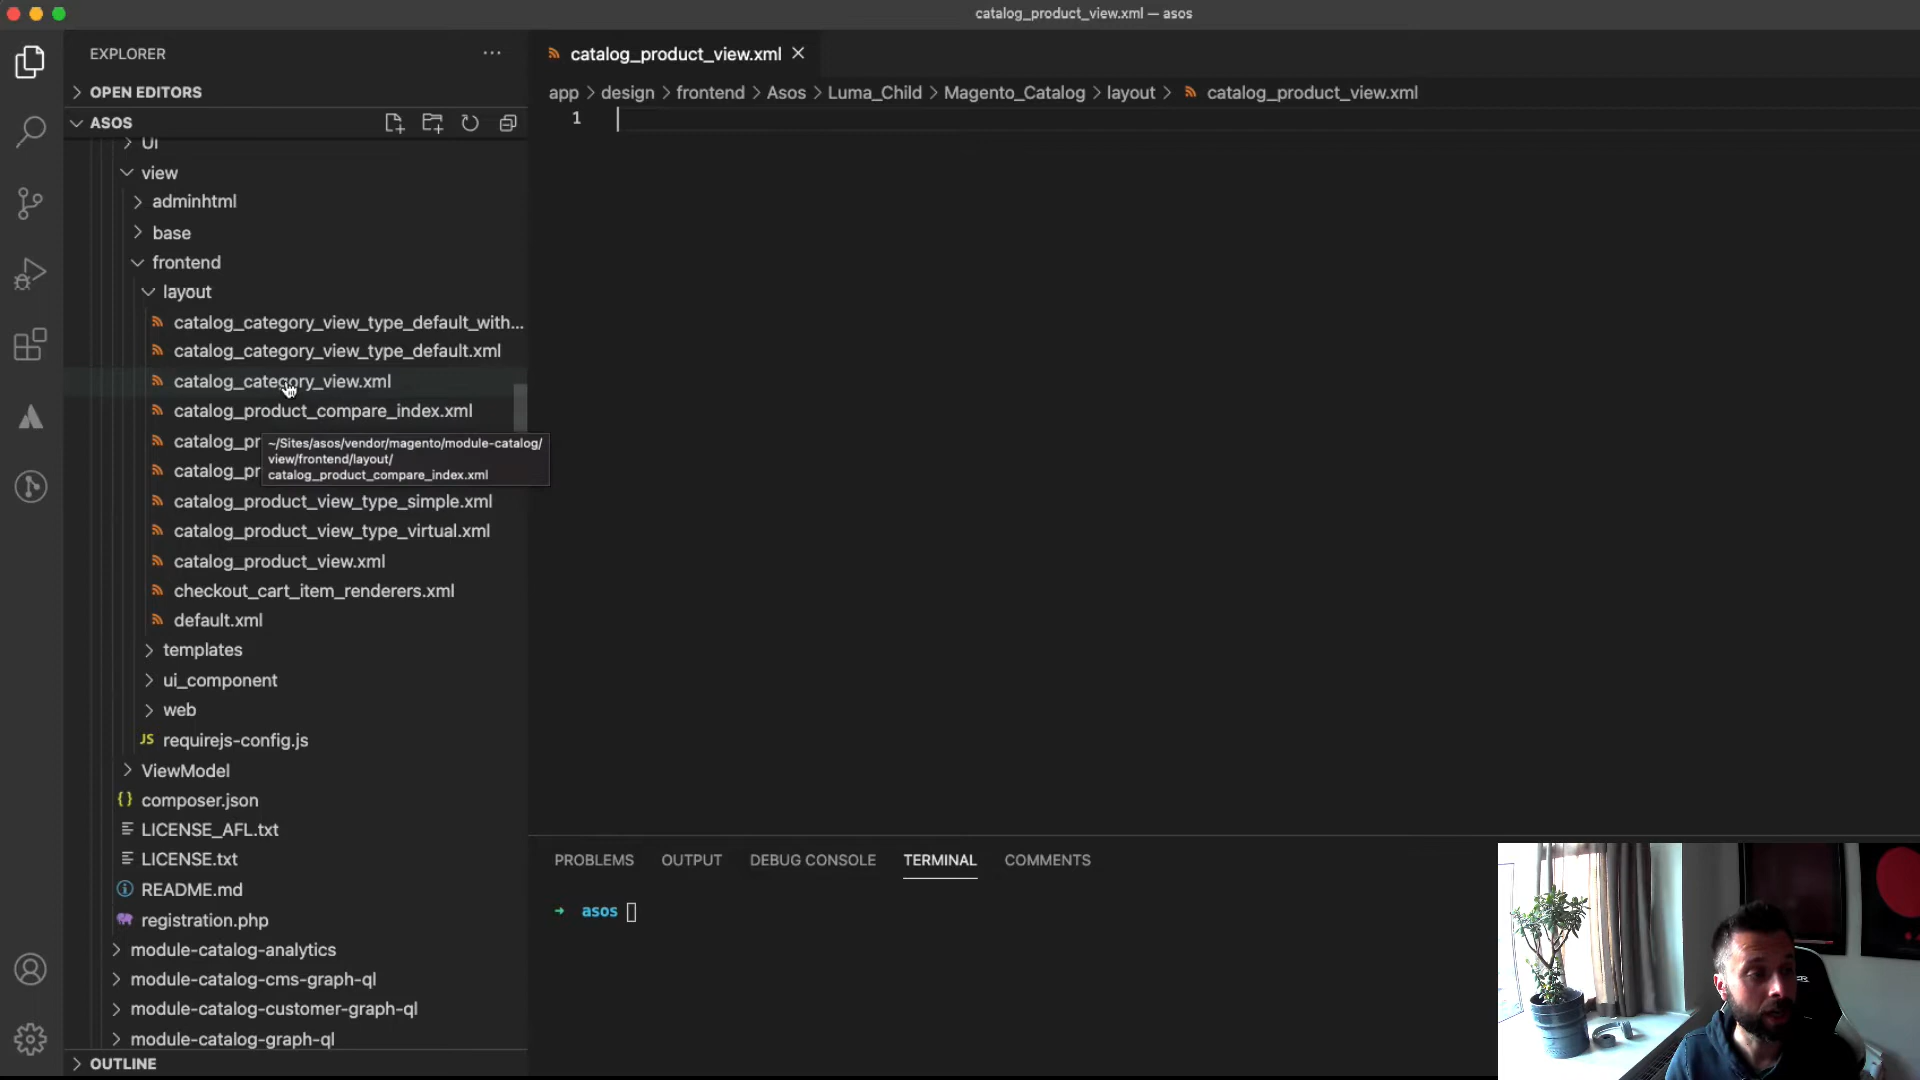 catalog_product_view.xml — asos
EXPLORER
OPEN EDITORS
ASOS
Ui
view
adminhtml
base
frontend
layout
catalog_category_view_type_default_with...
catalog_category_view_type_default.xml
catalog_category_view.xml
catalog_product_compare_index.xml
catalog_pr
catalog_pr
~/Sites/asos/vendor/magento/module-catalog/
view/frontend/layout/
catalog_product_compare_index.xml
catalog_product_view_type_simple.xml
catalog_product_view_type_virtual.xml
catalog_product_view.xml
checkout_cart_item_renderers.xml
default.xml
templates
ui_component
web
JS requirejs-config.js
ViewModel
{} composer.json
LICENSE_AFL.txt
LICENSE.txt
README.md
registration.php
module-catalog-analytics
module-catalog-cms-graph-ql
module-catalog-customer-graph-ql
module-catalog-graph-ql
OUTLINE
catalog_product_view.xml
app > design > frontend > Asos > Luma_Child > Magento_Catalog > layout > catalog_product_view.xml
1
PROBLEMS OUTPUT DEBUG CONSOLE TERMINAL COMMENTS
→ asos